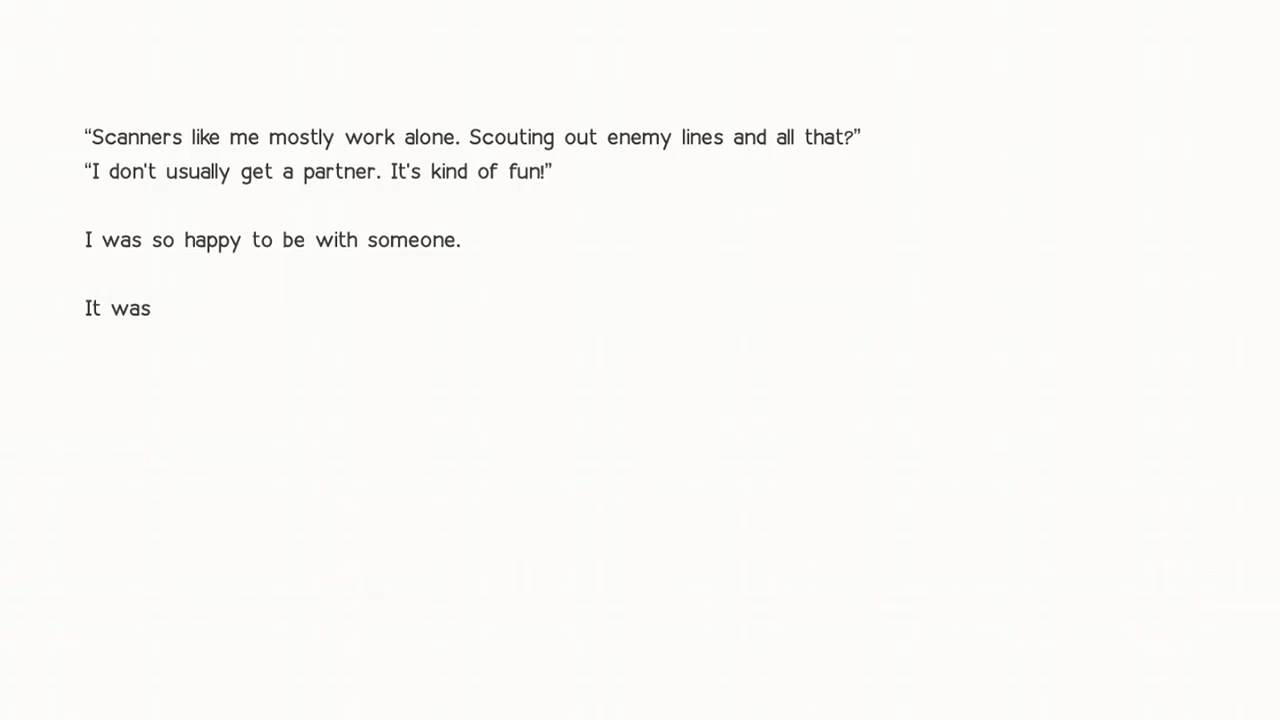 “Scanners like me mostly work alone. Scouting out enemy lines and all that?”
“I don't usually get a partner. It's kind of fun!”
I was so happy to be with someone.
It was